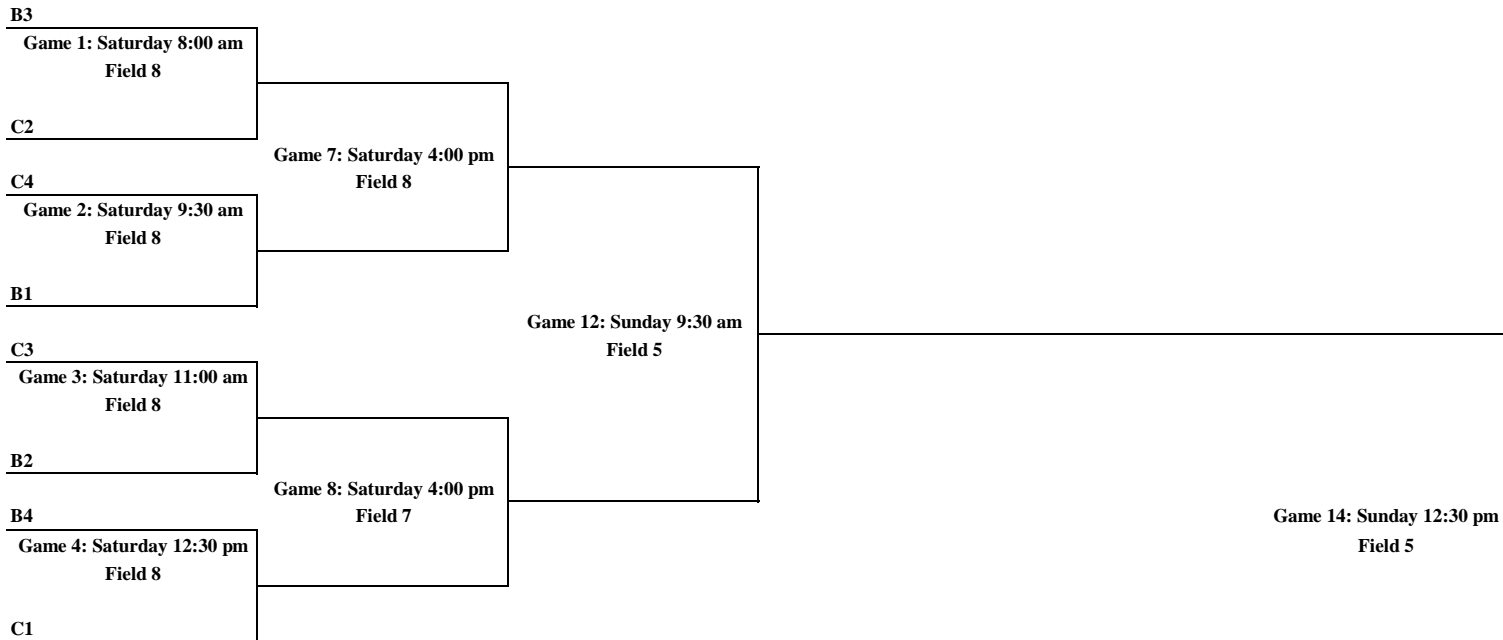 B3
Game 1: Saturday 8:00 am
Field 8
C2
Game 7: Saturday 4:00 pm
Field 8
C4
Game 2: Saturday 9:30 am
Field 8
B1
Game 12: Sunday 9:30 am
Field 5
C3
Game 3: Saturday 11:00 am
Field 8
B2
Game 8: Saturday 4:00 pm
Field 7
B4
Game 4: Saturday 12:30 pm
Field 8
C1
Game 14: Sunday 12:30 pm
Field 5